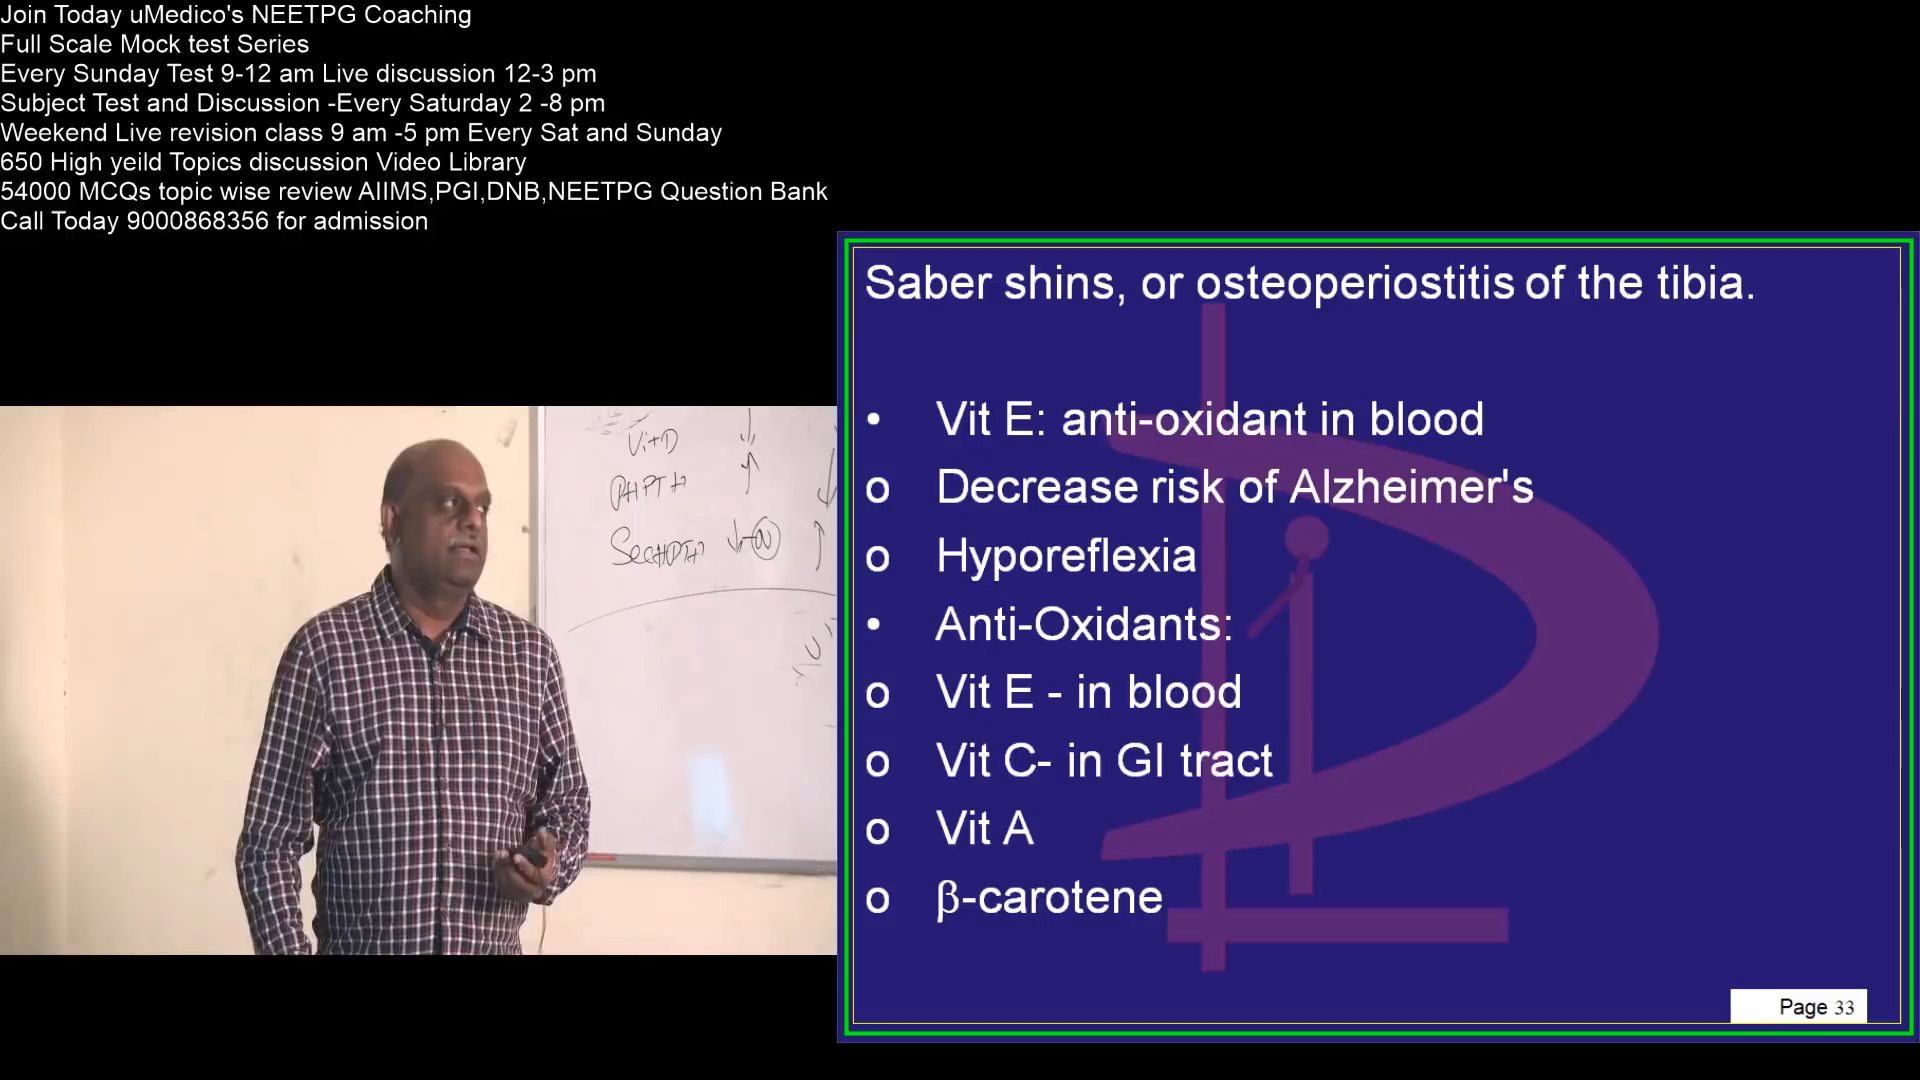 Join Today uMedico's NEETPG Coaching
Full Scale Mock test Series
Every Sunday Test 9-12 am Live discussion 12-3 pm
Subject Test and Discussion -Every Saturday 2 -8 pm
Weekend Live revision class 9 am -5 pm Every Sat and Sunday
650 High yeild Topics discussion Video Library
54000 MCQs topic wise review AIIMS,PGI,DNB,NEETPG Question Bank
Call Today 9000868356 for admission
Saber shins, or osteoperiostitis of the tibia.
• Vit E: anti-oxidant in blood
o Decrease risk of Alzheimer's
o Hyporeflexia
• Anti-Oxidants:
o Vit E - in blood
o Vit C- in GI tract
o Vit A
o β-carotene
Page 33
Vit D ↓
↑ ↓